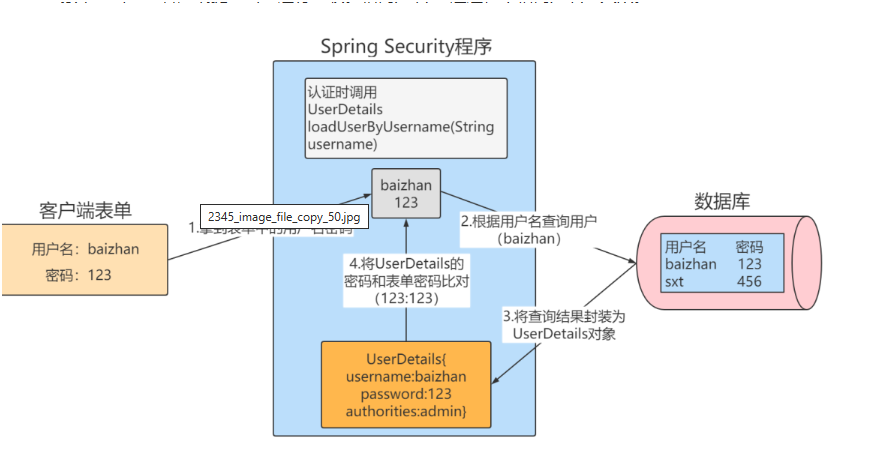 Spring Security程序
认证时调用
UserDetails
loadUserByUsername(String
username)
baizhan
123
客户端表单
用户名：baizhan
密码：123
2345_image_file_copy_50.jpg
2.根据用户名查询用户
（baizhan）
数据库
用户名 密码
baizhan 123
sxt 456
4.将UserDetails的
密码和表单密码比对
（123:123）
3.将查询结果封装为
UserDetails对象
UserDetails{
username:baizhan
password:123
authorities:admin}